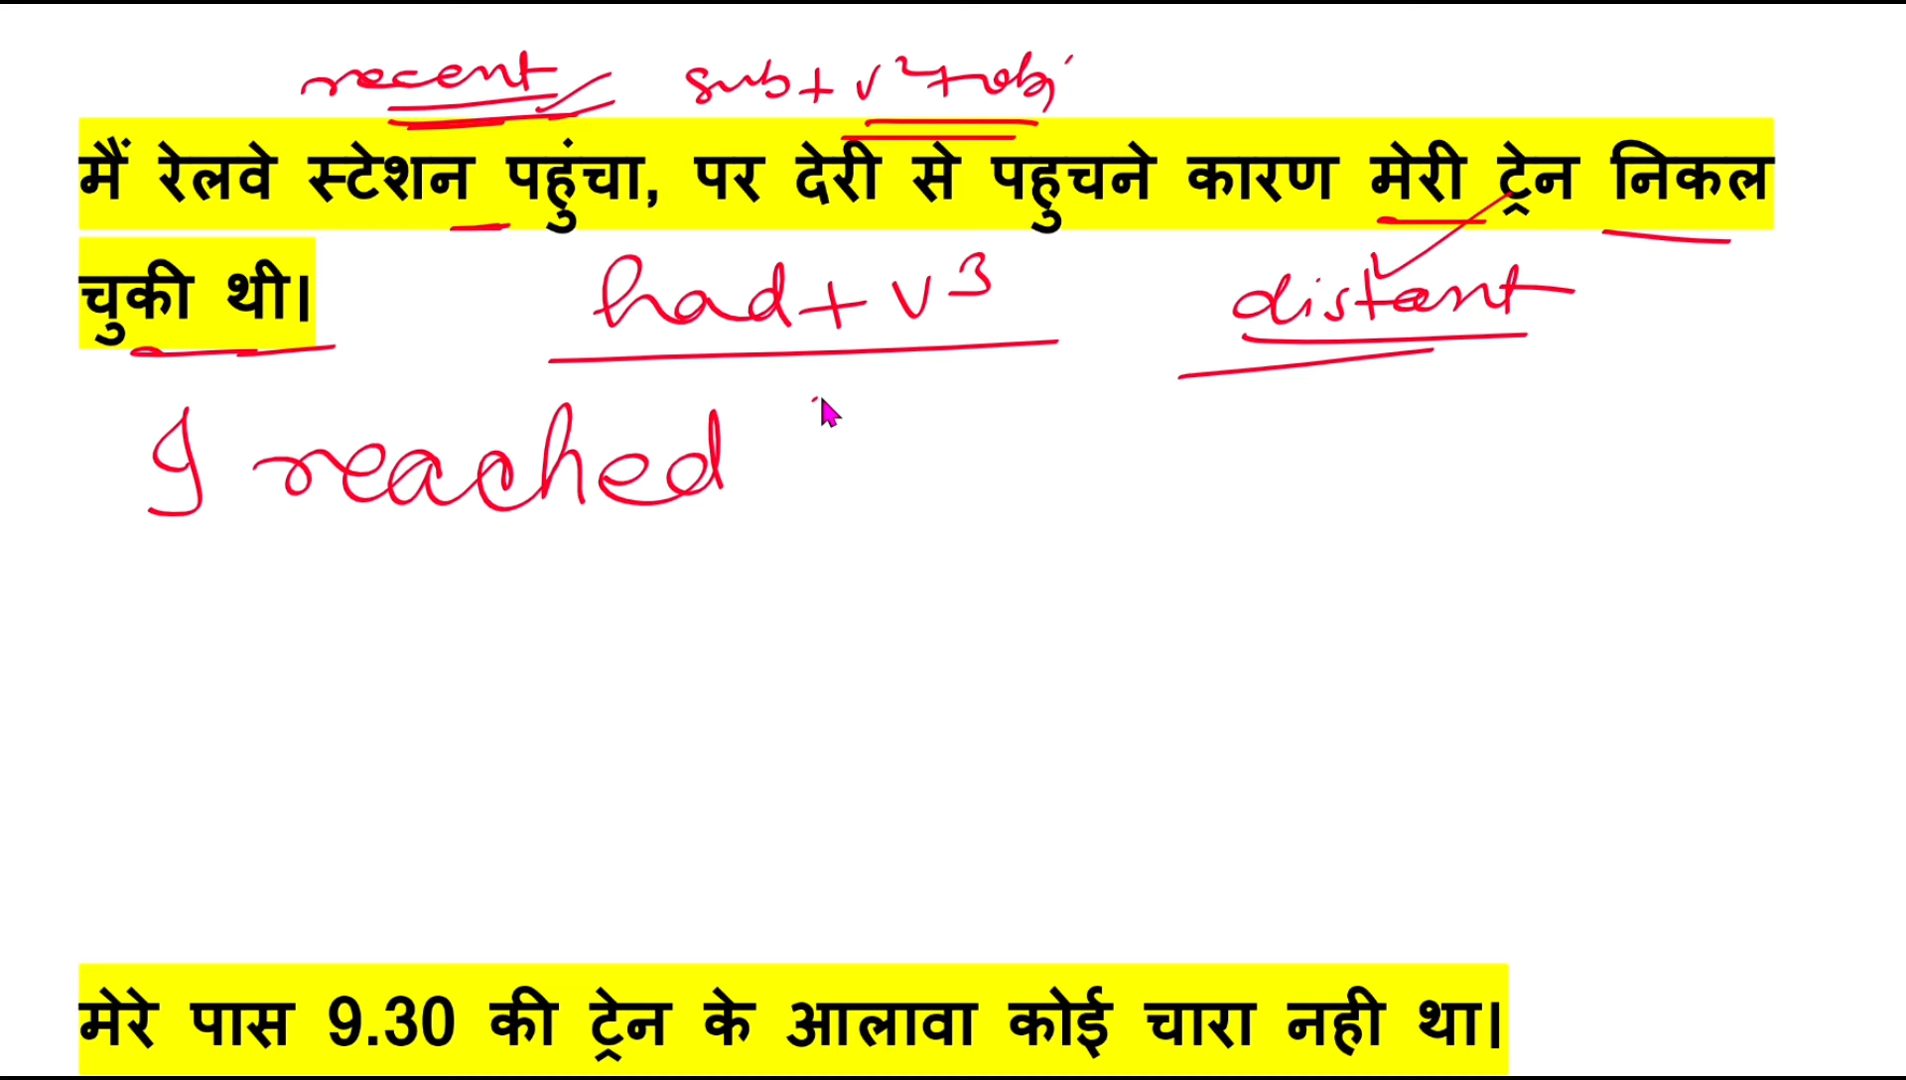 recent sub + v2 + obj
मैं रेलवे स्टेशन पहुंचा, पर देरी से पहुचने कारण मेरी ट्रेन निकल
चुकी थी। had + v3 distant
I reached
मेरे पास 9.30 की ट्रेन के आलावा कोई चारा नही था।